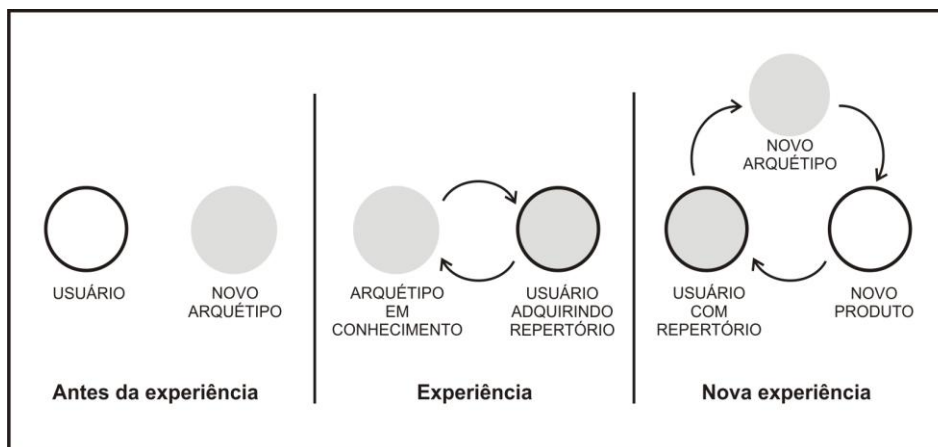 USUÁRIO
NOVO
ARQUÉTIPO
Antes da experiência
ARQUÉTIPO
EM
CONHECIMENTO
USUÁRIO
ADQUIRINDO
REPERTÓRIO
Experiência
NOVO
ARQUÉTIPO
USUÁRIO
COM
REPERTÓRIO
NOVO
PRODUTO
Nova experiência